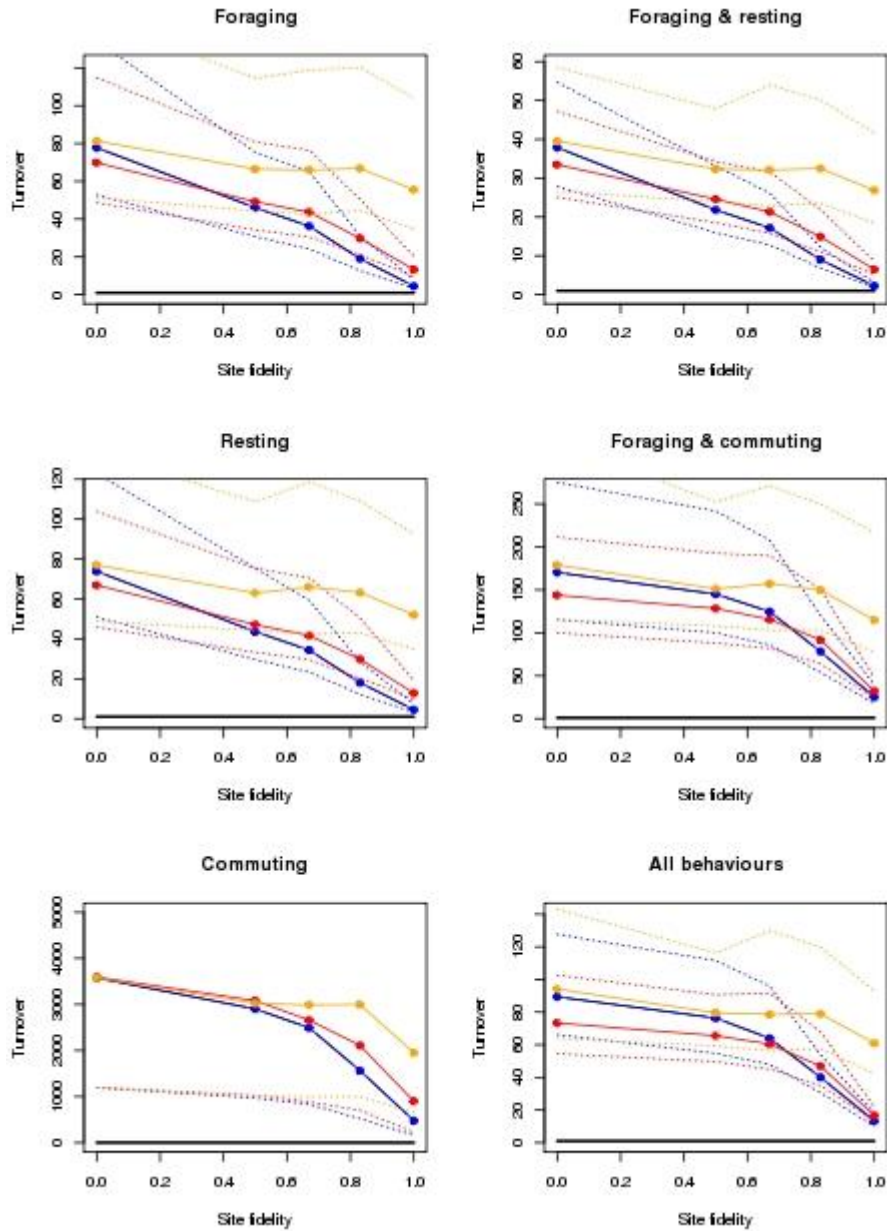 Foraging
Foraging & resting
Turnover
0 20 40 60 80 100
0.0 0.2 0.4 0.6 0.8 1.0
Site fidelity
Turnover
0 10 20 30 40 50 60
0.0 0.2 0.4 0.6 0.8 1.0
Site fidelity
Resting
Foraging & commuting
Turnover
0 20 40 60 80 100 120
0.0 0.2 0.4 0.6 0.8 1.0
Site fidelity
Turnover
0 50 100 150 200 250
0.0 0.2 0.4 0.6 0.8 1.0
Site fidelity
Commuting
All behaviours
Turnover
0 1000 2000 3000 4000 5000
0.0 0.2 0.4 0.6 0.8 1.0
Site fidelity
Turnover
0 20 40 60 80 120
0.0 0.2 0.4 0.6 0.8 1.0
Site fidelity